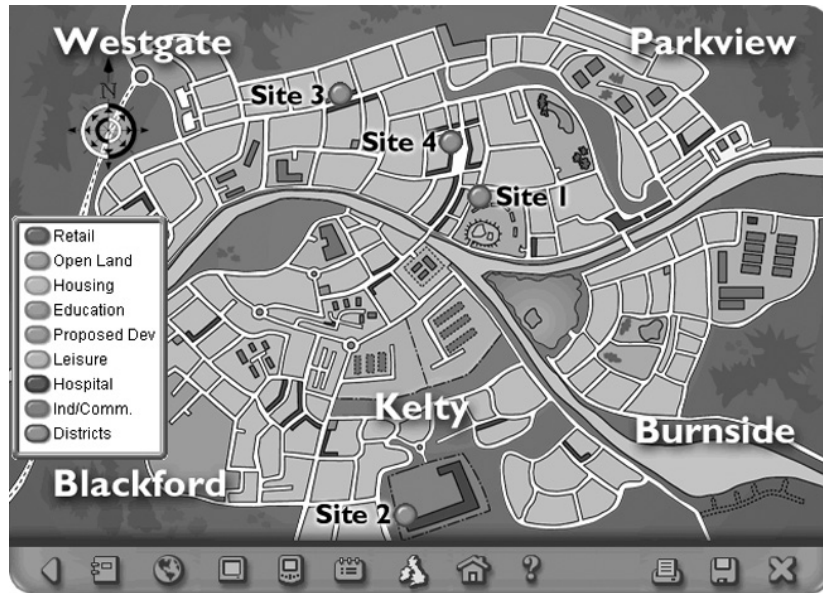 Westgate
Parkview
N
Site 3
Site 4
Site 1
Retail
Open Land
Housing
Education
Proposed Dev
Leisure
Hospital
Ind/Comm.
Districts
Kelty
Burnside
Blackford
Site 2
?